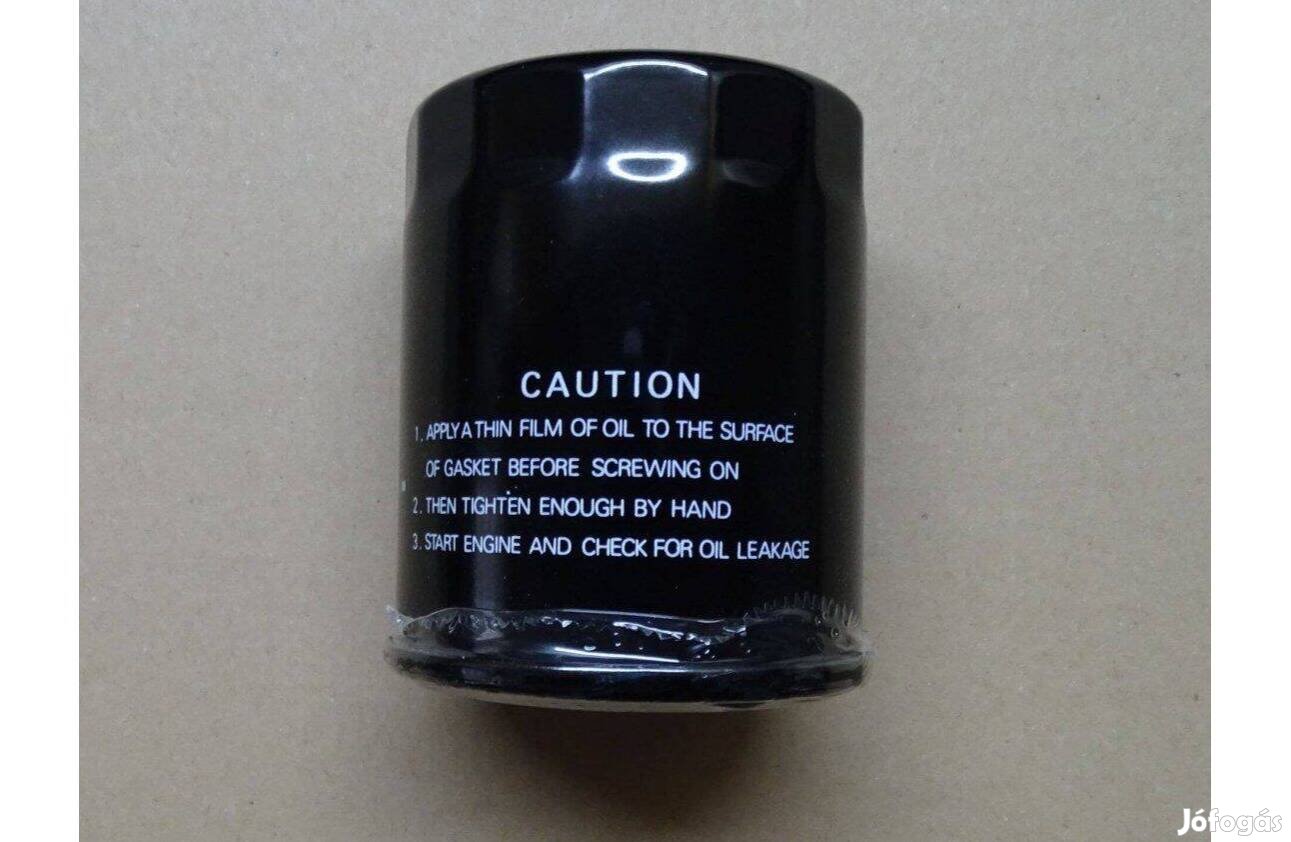 CAUTION
1. APPLY A THIN FILM OF OIL TO THE SURFACE
OF GASKET BEFORE SCREWING ON
2. THEN TIGHTEN ENOUGH BY HAND
3. START ENGINE AND CHECK FOR OIL LEAKAGE
Jófogás